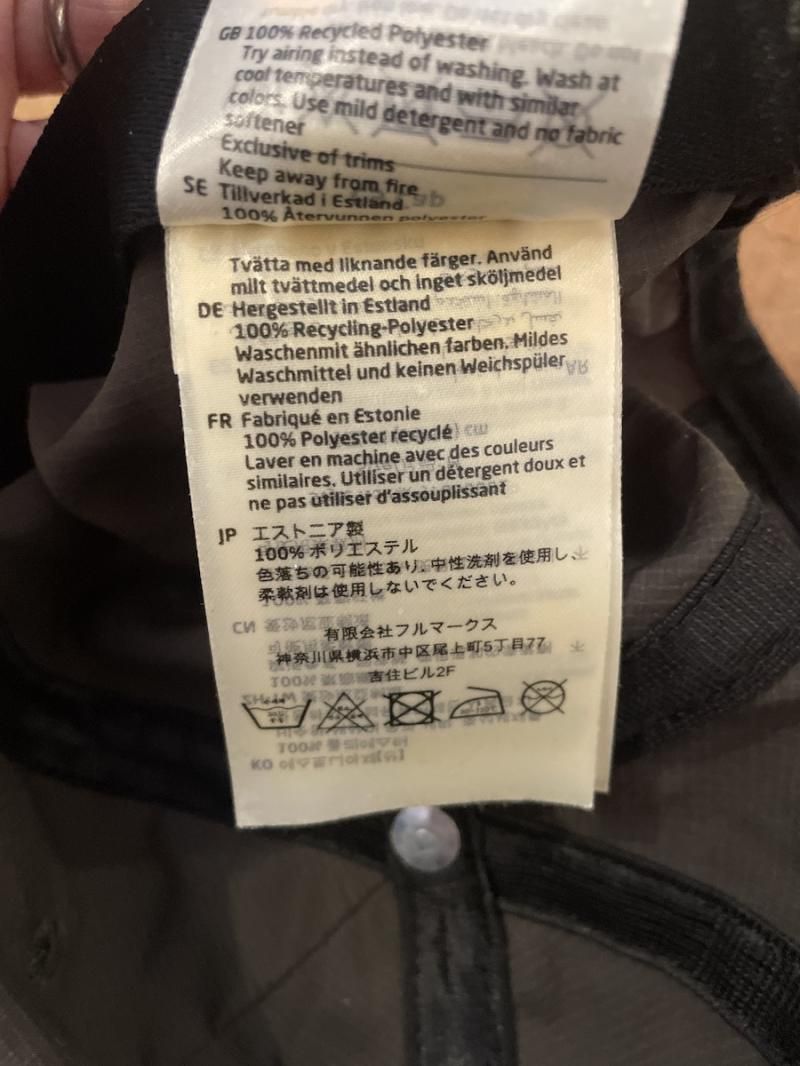 GB 100% Recycled Polyester
Try airing instead of washing. Wash at
cool temperatures and with similar
colors. Use mild detergent and no fabric
softener
Exclusive of trims
Keep away from fire
SE Tillverkad i Estland
100% Återvunnen polyester
Tvätta med liknande färger. Använd
milt tvättmedel och inget sköljmedel
DE Hergestellt in Estland
100% Recycling-Polyester
Waschenmit ähnlichen farben. Mildes
Waschmittel und keinen Weichspüler
verwenden
FR Fabriqué en Estonie
100% Polyester recyclé
Laver en machine avec des couleurs
similaires. Utiliser un détergent doux et
ne pas utiliser d'assouplissant
JP エストニア製
100% ポリエステル
色落ちの可能性あり、中性洗剤を使用し、
柔軟剤は使用しないでください。
有限会社フルマークス
神奈川県横浜市中区尾上町5丁目77
吉住ビル2F